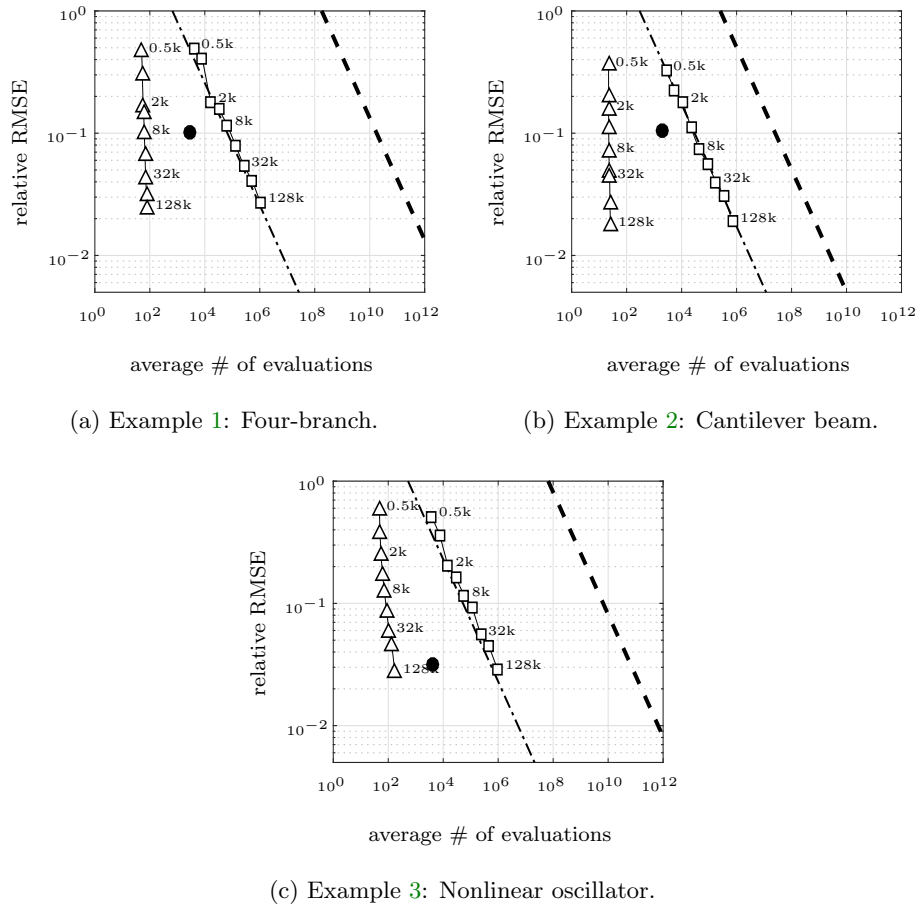 relative RMSE
10^0
10^-1
10^-2
0.5k
2k
8k
32k
128k
0.5k
2k
8k
32k
128k
10^0 10^2 10^4 10^6 10^8 10^10 10^12
average # of evaluations
(a) Example 1: Four-branch.
relative RMSE
10^0
10^-1
10^-2
0.5k
2k
8k
32k
128k
0.5k
2k
8k
32k
128k
10^0 10^2 10^4 10^6 10^8 10^10 10^12
average # of evaluations
(b) Example 2: Cantilever beam.
relative RMSE
10^0
10^-1
10^-2
0.5k
2k
8k
32k
128k
0.5k
2k
8k
32k
128k
10^0 10^2 10^4 10^6 10^8 10^10 10^12
average # of evaluations
(c) Example 3: Nonlinear oscillator.